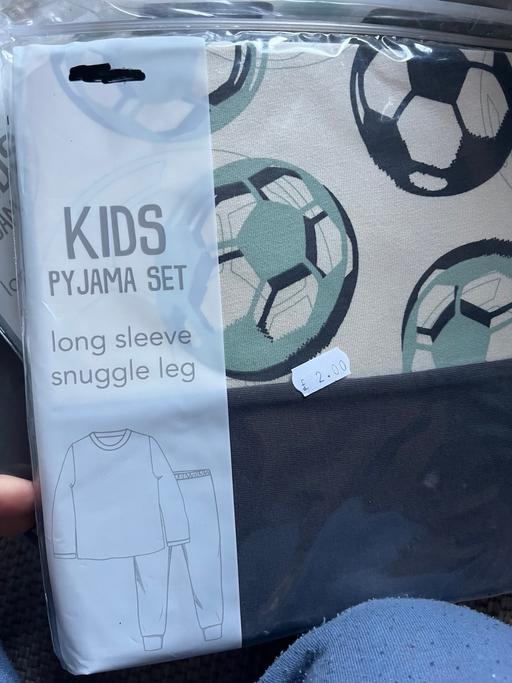 KIDS
PYJAMA SET
long sleeve
snuggle leg
£ 2.00